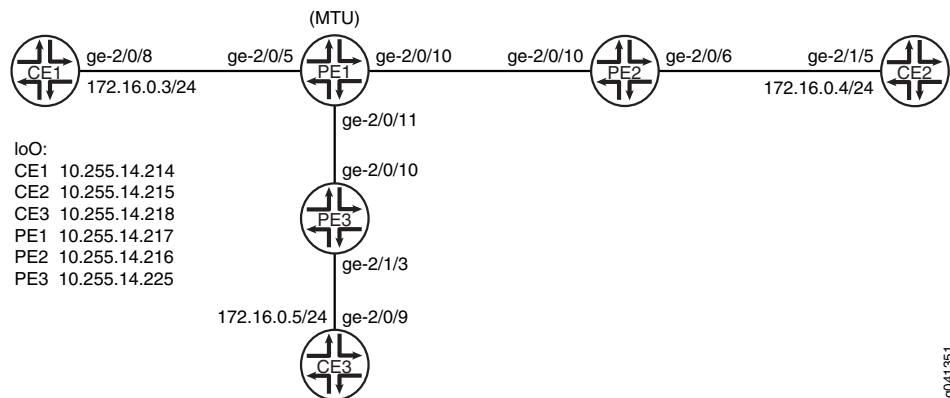 (MTU)
ge-2/0/8 ge-2/0/5 ge-2/0/10 ge-2/0/10 ge-2/0/6 ge-2/1/5
CE1 PE1 PE2 CE2
172.16.0.3/24 172.16.0.4/24
ge-2/0/11
loO:
CE1 10.255.14.214
CE2 10.255.14.215
CE3 10.255.14.218
PE1 10.255.14.217
PE2 10.255.14.216
PE3 10.255.14.225
ge-2/0/10
PE3
ge-2/1/3
172.16.0.5/24 ge-2/0/9
CE3
g041351